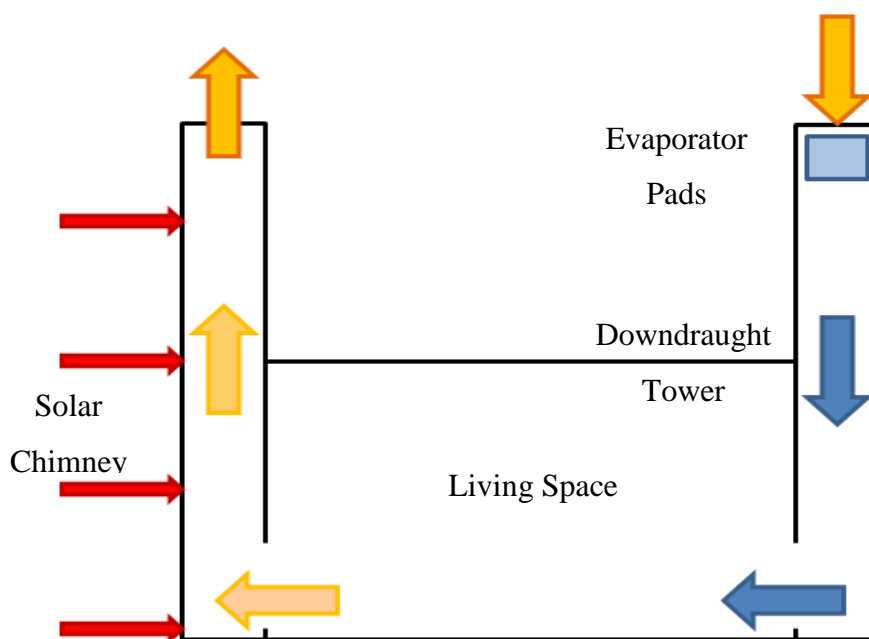 Evaporator
Pads
Downdraught
Tower
Solar
Chimney
Living Space